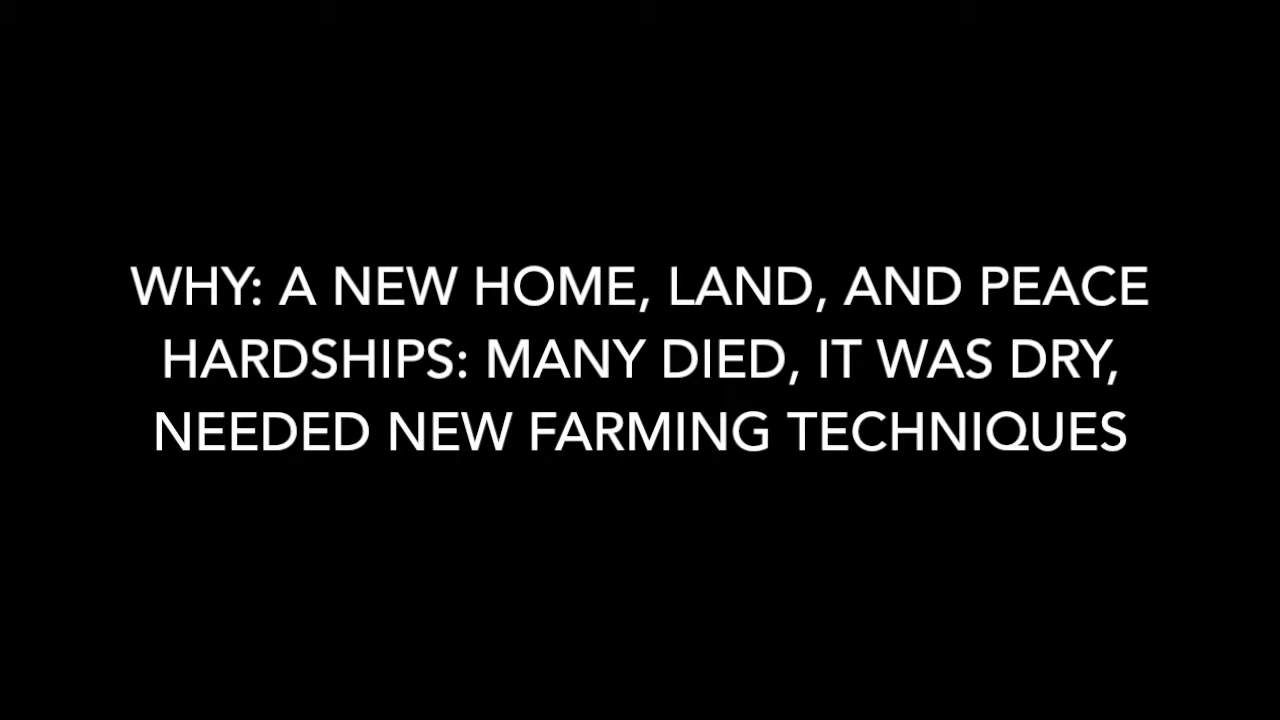 WHY: A NEW HOME, LAND, AND PEACE
HARDSHIPS: MANY DIED, IT WAS DRY,
NEEDED NEW FARMING TECHNIQUES